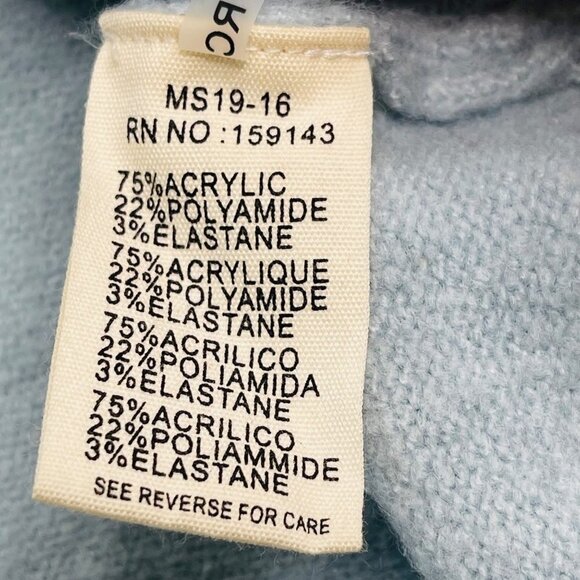 RC
MS19-16
RN NO :159143
75%ACRYLIC
22%POLYAMIDE
3%ELASTANE
75%ACRYLIQUE
22%POLYAMIDE
3%ELASTANE
75%ACRILICO
22%POLIAMIDA
3%ELASTANE
75%ACRILICO
22%POLIAMMIDE
3%ELASTANE
SEE REVERSE FOR CARE